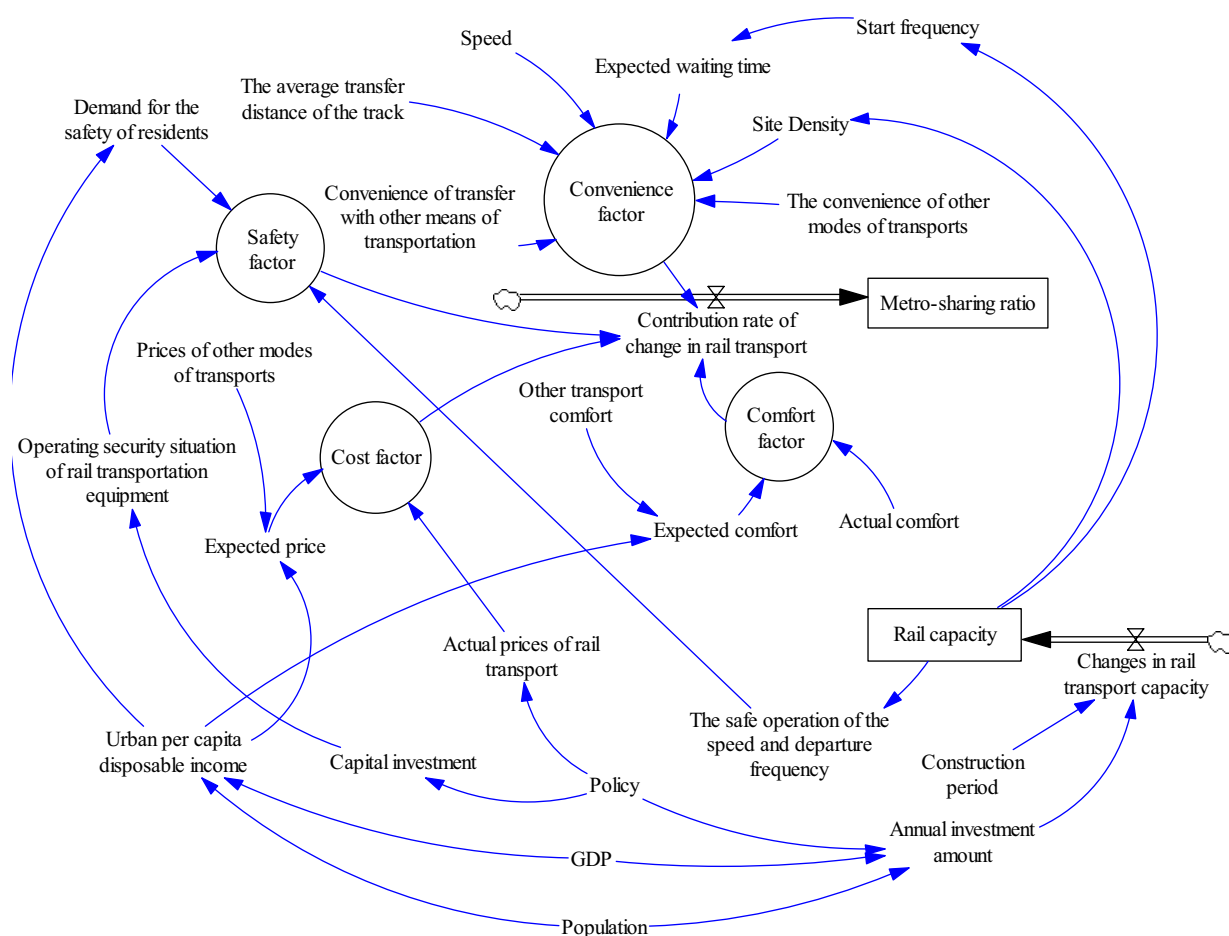 Start frequency
Speed
Expected waiting time
The average transfer
distance of the track
Demand for the
safety of residents
Site Density
Convenience
factor
Convenience of transfer
with other means of
transportation
The convenience of other
modes of transports
Safety
factor
Metro-sharing ratio
Contribution rate of
change in rail transport
Prices of other modes
of transports
Other transport
comfort
Comfort
factor
Operating security situation
of rail transportation
equipment
Cost factor
Actual comfort
Expected comfort
Expected price
Rail capacity
Actual prices of rail
transport
Changes in rail
transport capacity
The safe operation of the
speed and departure
frequency
Urban per capita
disposable income
Capital investment
Construction
period
Policy
Annual investment
amount
GDP
Population